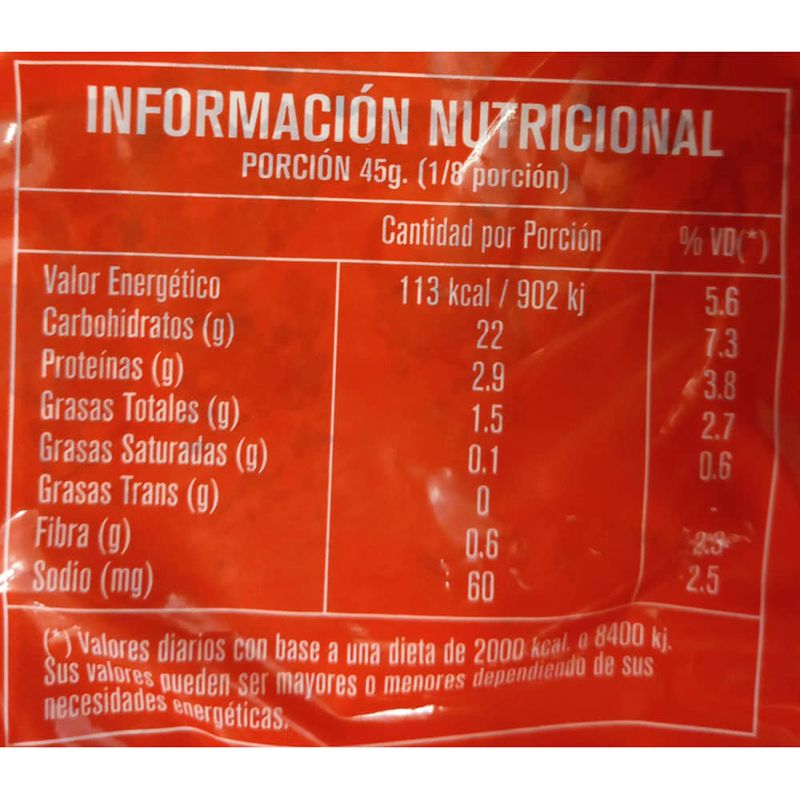 INFORMACIÓN NUTRICIONAL
PORCIÓN 45g. (1/8 porción)
Cantidad por Porción % VD(*)
Valor Energético 113 kcal / 902 kj 5.6
Carbohidratos (g) 22 7.3
Proteínas (g) 2.9 3.8
Grasas Totales (g) 1.5 2.7
Grasas Saturadas (g) 0.1 0.6
Grasas Trans (g) 0 -
Fibra (g) 0.6 2.3
Sodio (mg) 60 2.5
(*) Valores diarios con base a una dieta de 2000 kcal. o 8400 kj.
Sus valores pueden ser mayores o menores dependiendo de sus
necesidades energéticas.